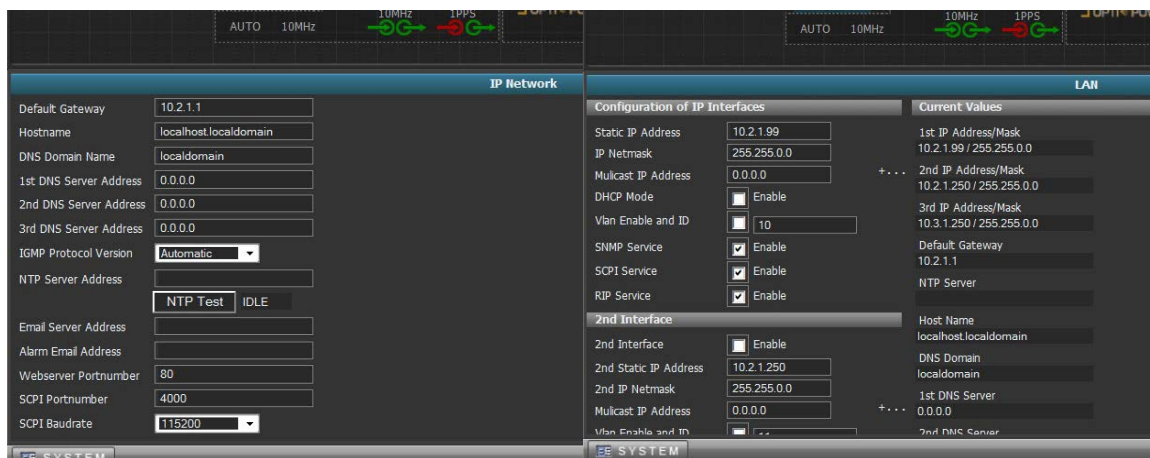 AUTO 10MHz
10MHz 1PPS
IP Network
Default Gateway 10.2.1.1
Hostname localhost.localdomain
DNS Domain Name localdomain
1st DNS Server Address 0.0.0.0
2nd DNS Server Address 0.0.0.0
3rd DNS Server Address 0.0.0.0
IGMP Protocol Version Automatic
NTP Server Address
NTP Test IDLE
Email Server Address
Alarm Email Address
Webserver Portnumber 80
SCPI Portnumber 4000
SCPI Baudrate 115200
SYSTEM
10MHz 1PPS
AUTO 10MHz
LAN
Configuration of IP Interfaces
Static IP Address 10.2.1.99
IP Netmask 255.255.0.0
Mulicast IP Address 0.0.0.0 +...
DHCP Mode Enable
Vlan Enable and ID 10
SNMP Service Enable
SCPI Service Enable
RIP Service Enable
2nd Interface
2nd Interface Enable
2nd Static IP Address 10.2.1.250
2nd IP Netmask 255.255.0.0
Mulicast IP Address 0.0.0.0 +...
Vlan Enable and ID 11
Current Values
1st IP Address/Mask
10.2.1.99 / 255.255.0.0
2nd IP Address/Mask
10.2.1.250 / 255.255.0.0
3rd IP Address/Mask
10.3.1.250 / 255.255.0.0
Default Gateway
10.2.1.1
NTP Server
Host Name
localhost.localdomain
DNS Domain
localdomain
1st DNS Server
0.0.0.0
2nd DNS Server
SYSTEM